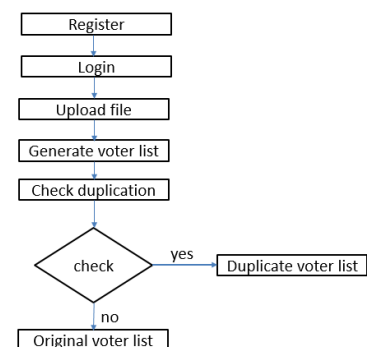 Register
Login
Upload file
Generate voter list
Check duplication
check
yes
Duplicate voter list
no
Original voter list